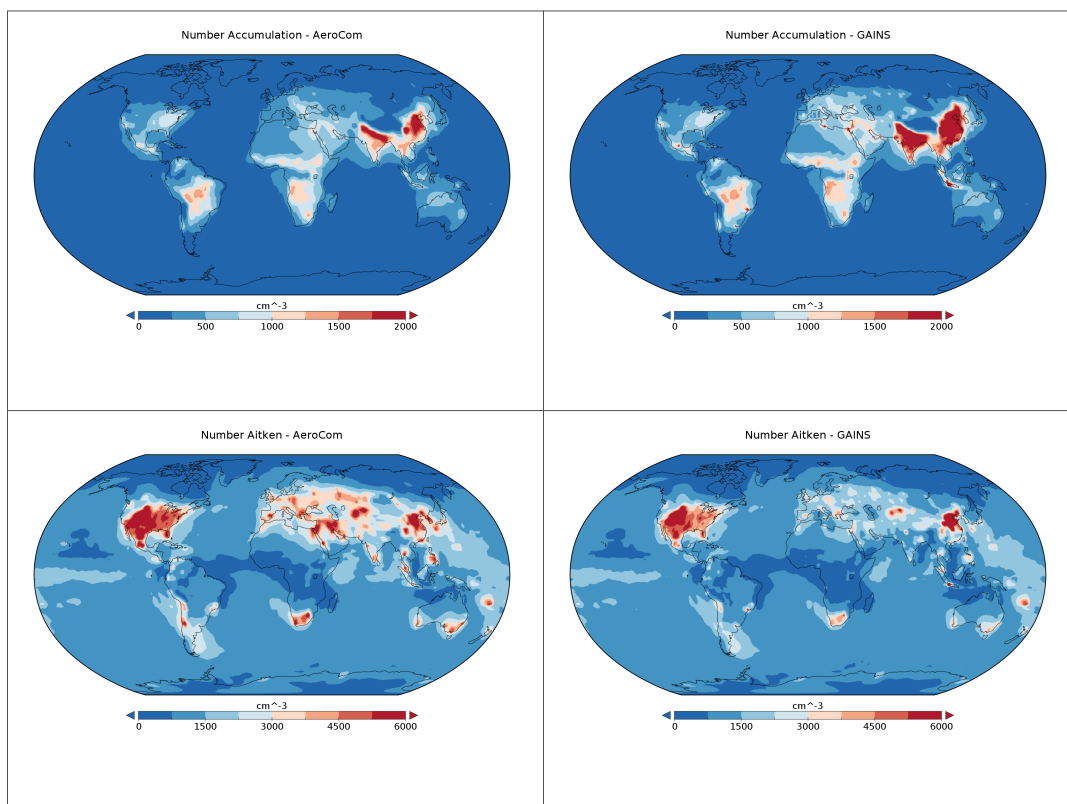 Number Accumulation - AeroCom
cm^-3
0 500 1000 1500 2000
Number Accumulation - GAINS
cm^-3
0 500 1000 1500 2000
Number Aitken - AeroCom
cm^-3
0 1500 3000 4500 6000
Number Aitken - GAINS
cm^-3
0 1500 3000 4500 6000